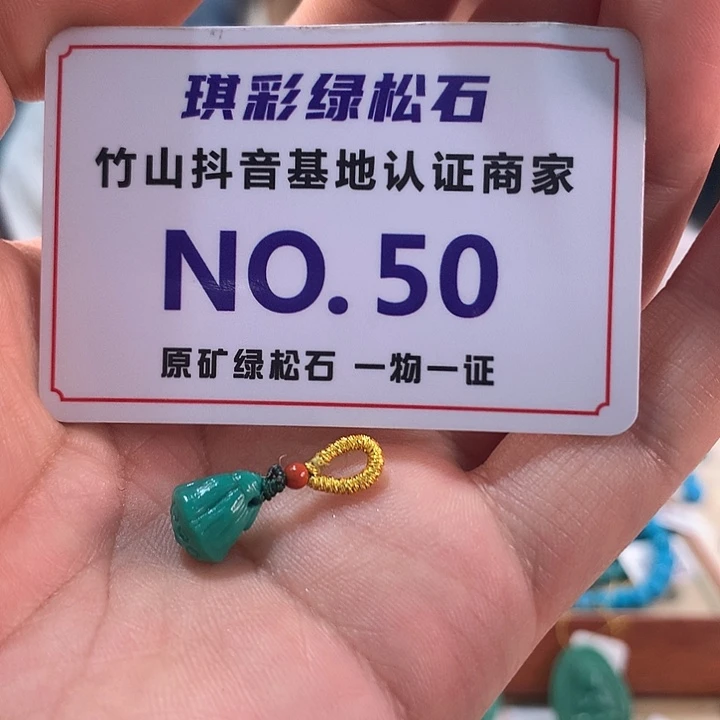 琪彩绿松石
竹山抖音基地认证商家
NO. 50
原矿绿松石 一物一证